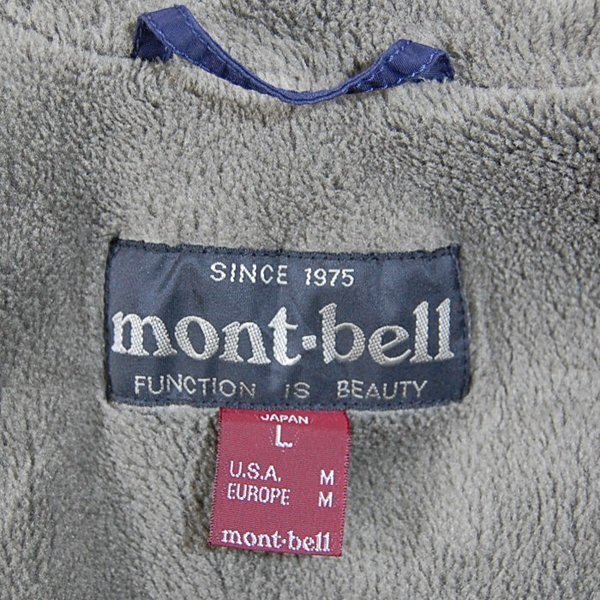 SINCE 1975
mont-bell
FUNCTION iS BEAUTY
JAPAN
L
U.S.A. M
EUROPE M
mont-bell